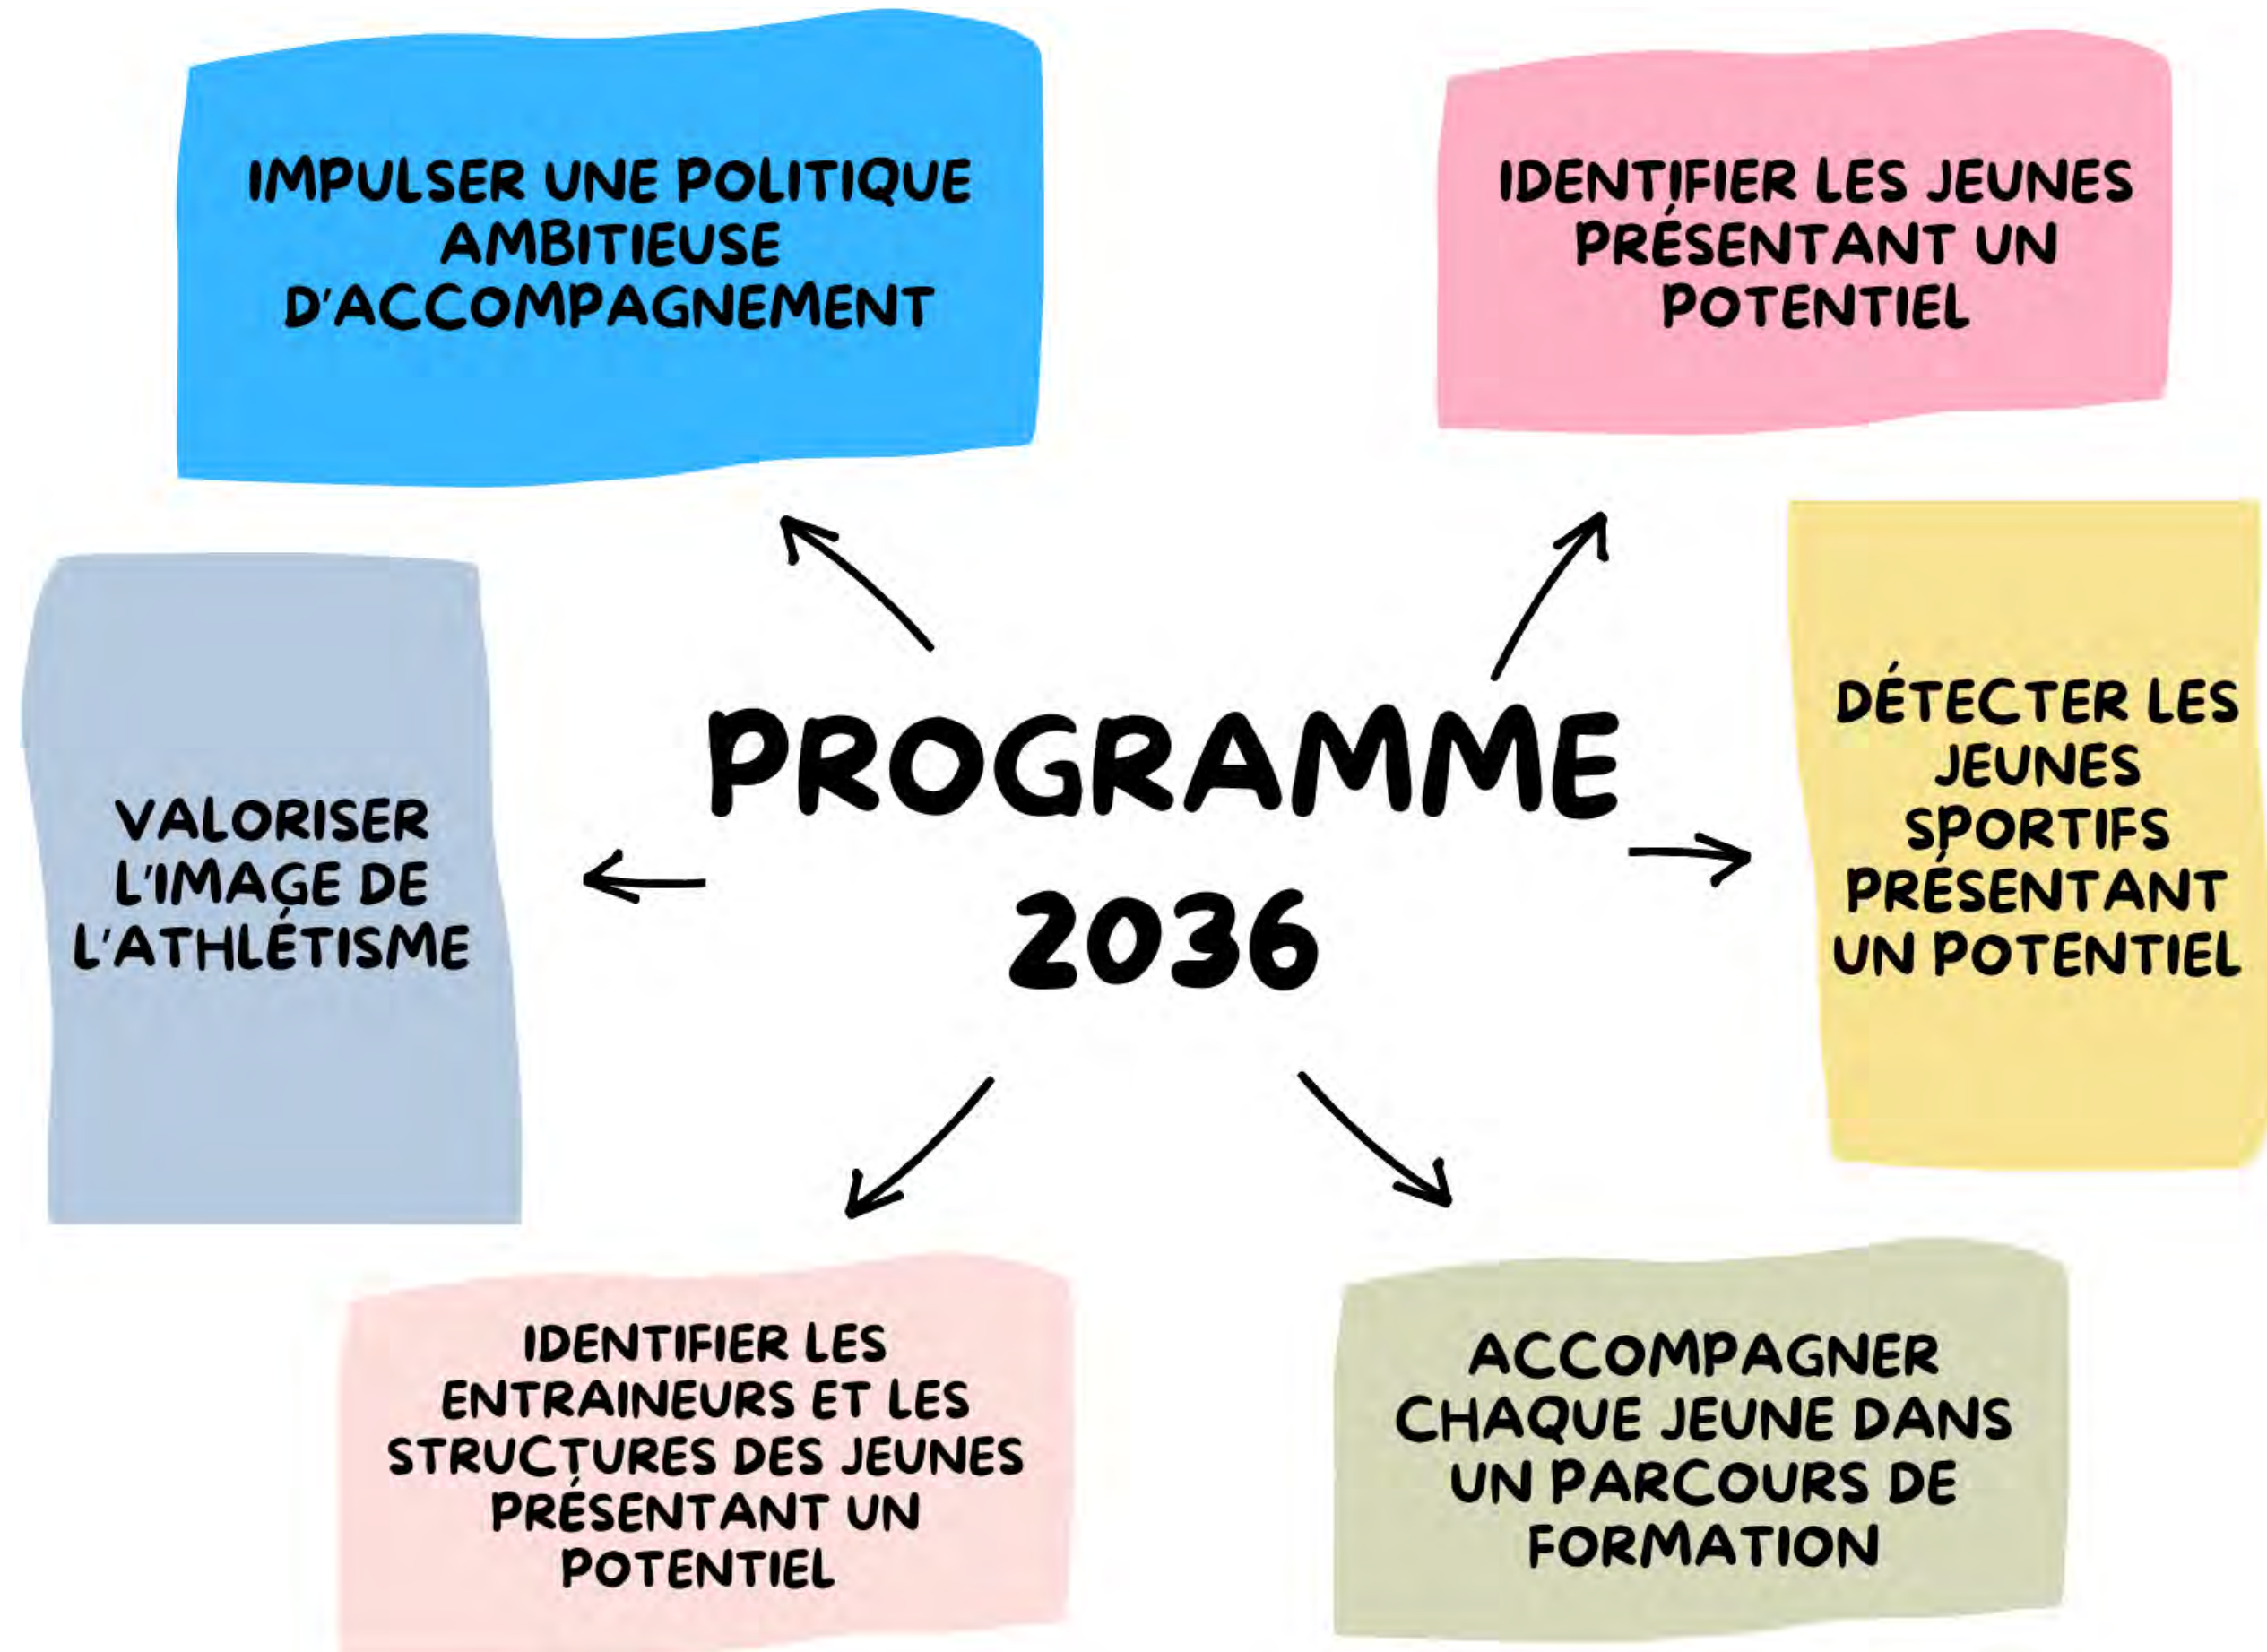 IMPULSER UNE POLITIQUE
AMBITIEUSE
D'ACCOMPAGNEMENT
IDENTIFIER LES JEUNES
PRÉSENTANT UN
POTENTIEL
PROGRAMME
2036
DÉTECTER LES
JEUNES
SPORTIFS
PRÉSENTANT
UN POTENTIEL
VALORISER
L'IMAGE DE
L'ATHLÉTISME
IDENTIFIER LES
ENTRAINEURS ET LES
STRUCTURES DES JEUNES
PRÉSENTANT UN
POTENTIEL
ACCOMPAGNER
CHAQUE JEUNE DANS
UN PARCOURS DE
FORMATION